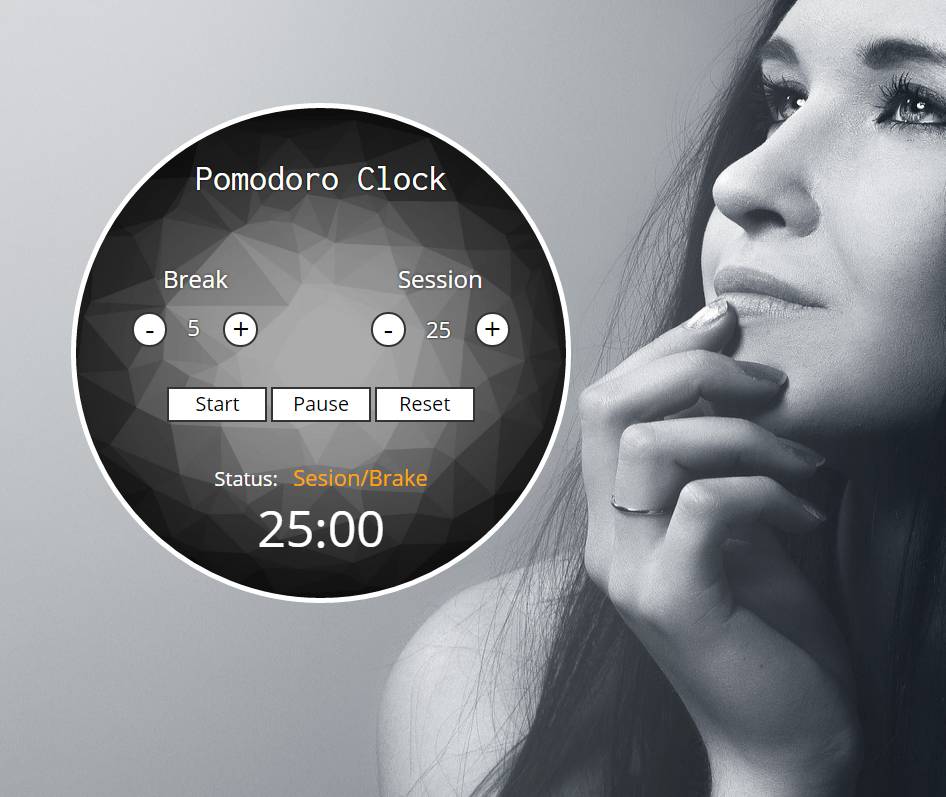 Pomodoro Clock
Break Session
- 5 + - 25 +
Start Pause Reset
Status: Sesion/Brake
25:00